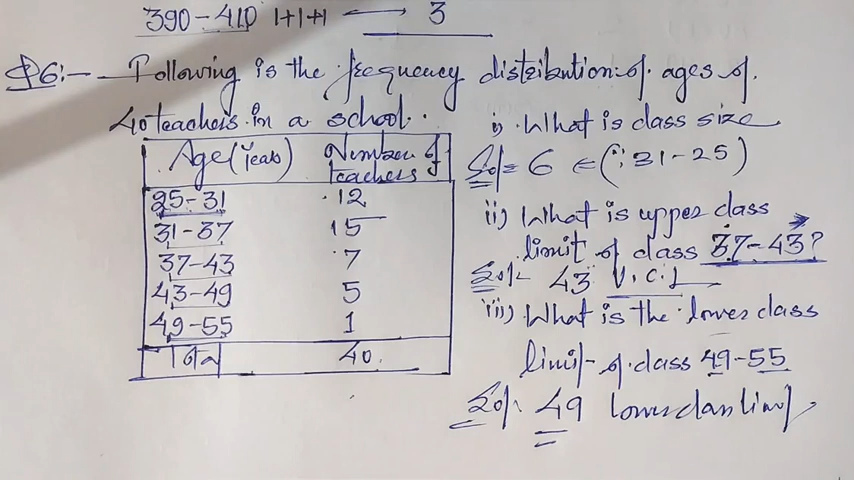 390-410 1+1+1 ⟷ 3
Q6:- Following is the frequency distribution of ages of
40 teachers in a school.
Age (Years) Number of teachers
25-31 12
31-37 15
37-43 7
43-49 5
49-55 1
40
i) What is class size
Sol= 6 ∈ (∵ 31-25)
ii) What is upper class
limit of class 37-43?
Sol- 43 U.C.L
iii) What is the lower class
limit of class 49-55
Sol- 49 lower class limit